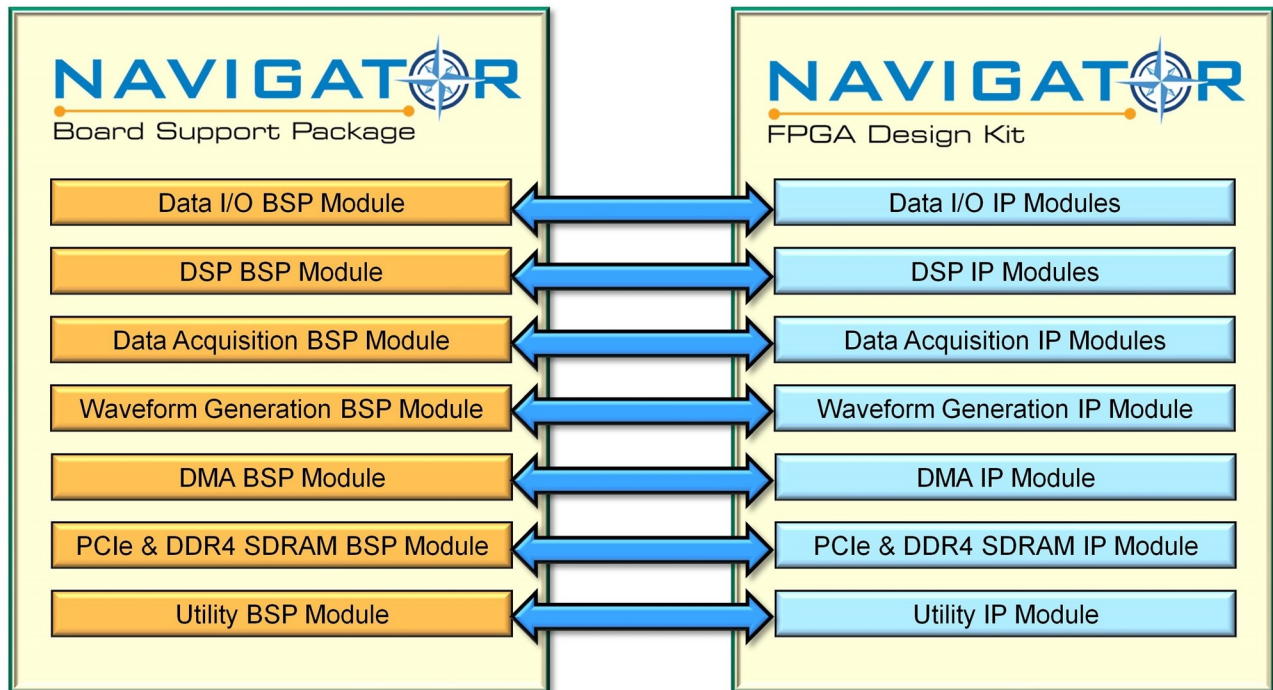 NAVIGATOR
Board Support Package
Data I/O BSP Module
DSP BSP Module
Data Acquisition BSP Module
Waveform Generation BSP Module
DMA BSP Module
PCIe & DDR4 SDRAM BSP Module
Utility BSP Module
NAVIGATOR
FPGA Design Kit
Data I/O IP Modules
DSP IP Modules
Data Acquisition IP Modules
Waveform Generation IP Module
DMA IP Module
PCIe & DDR4 SDRAM IP Module
Utility IP Module